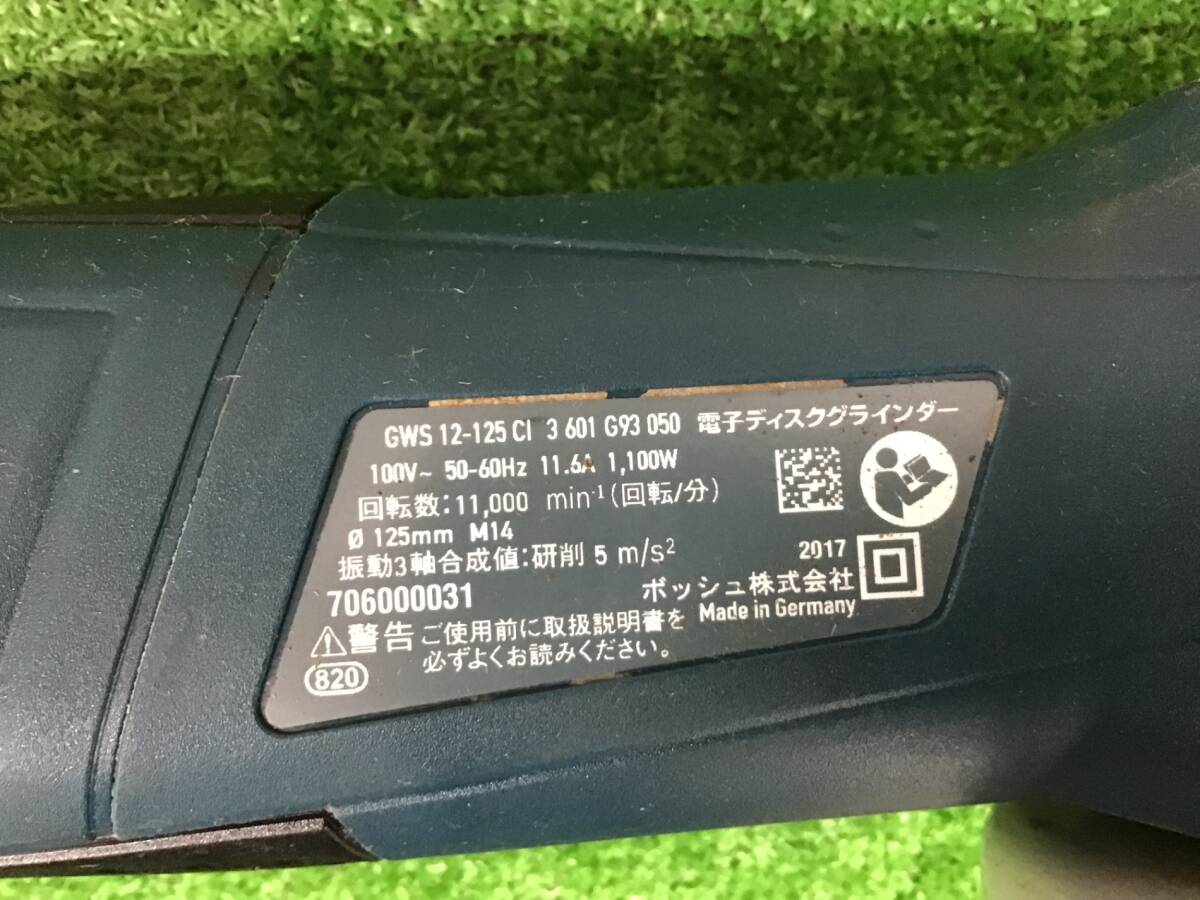 GWS 12-125 CI 3 601 G93 050 電子ディスクグラインダー
100V~ 50-60Hz 11.6A 1,100W
回転数:11,000 min-1(回転/分)
Ø 125mm M14
振動3軸合成値:研削 5 m/s²
2017
706000031
ボッシュ株式会社
Made in Germany
⚠警告 ご使用前に取扱説明書を
必ずよくお読みください。
820